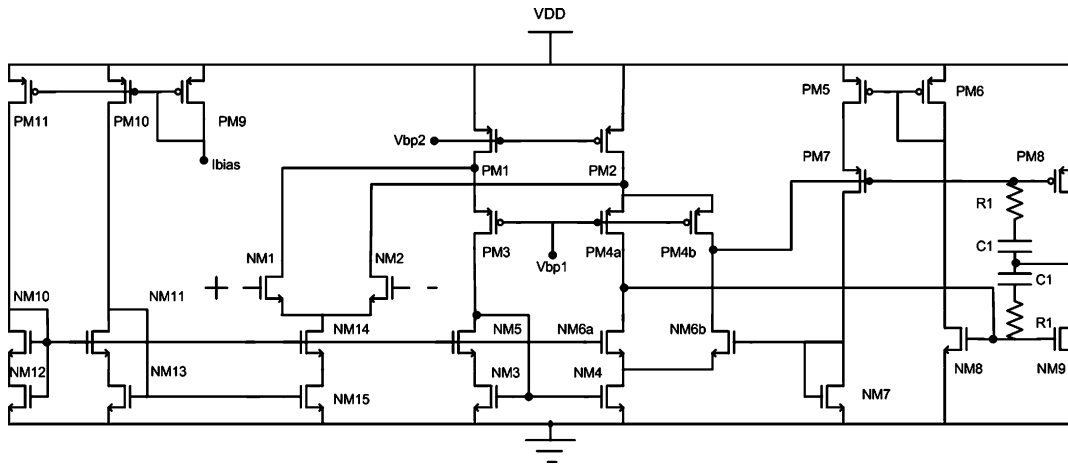 VDD
PM11
PM10
PM9
Ibias
Vbp2
PM1
PM2
PM5
PM6
PM7
PM8
R1
C1
C1
R1
PM3
PM4a
PM4b
Vbp1
NM1
NM2
+
-
NM10
NM11
NM14
NM5
NM6a
NM6b
NM12
NM13
NM15
NM3
NM4
NM7
NM8
NM9